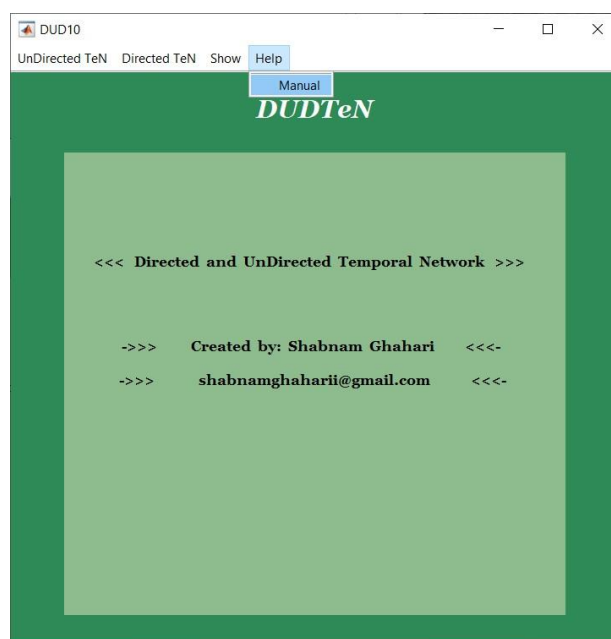 DUD10
UnDirected TeN Directed TeN Show Help
Manual
DUDTeN
<<< Directed and UnDirected Temporal Network >>>
->>> Created by: Shabnam Ghahari <<<-
->>> shabnamghaharii@gmail.com <<<-